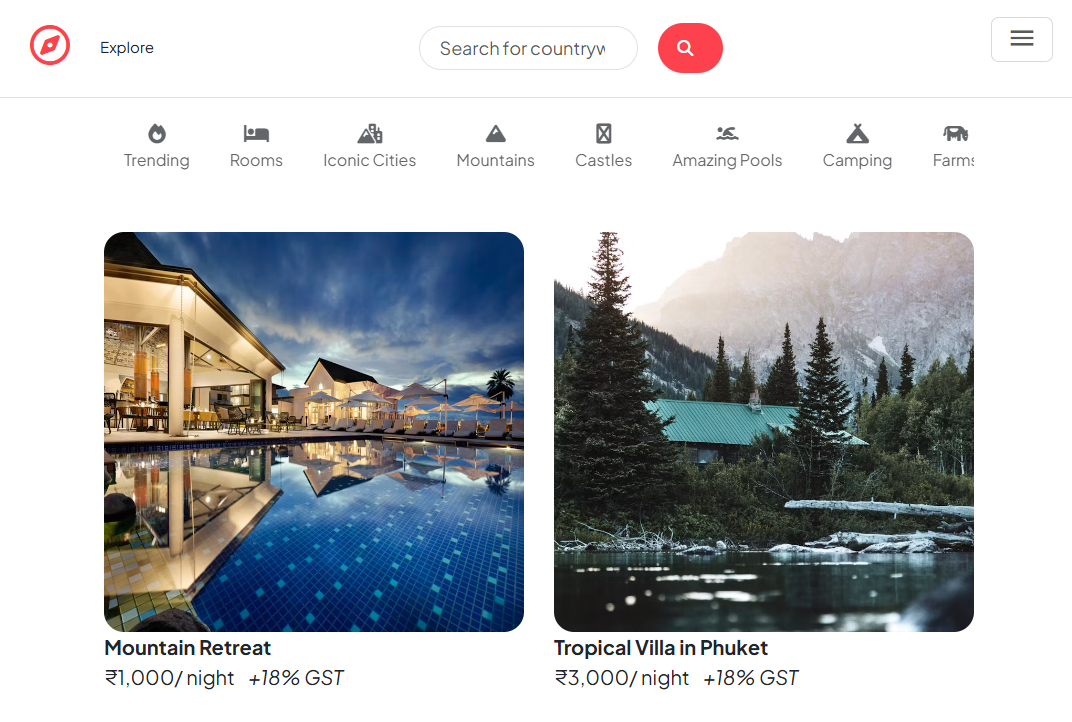 Explore
Search for countryw
Trending
Rooms
Iconic Cities
Mountains
Castles
Amazing Pools
Camping
Farms
Mountain Retreat
₹1,000/ night +18% GST
Tropical Villa in Phuket
₹3,000/ night +18% GST